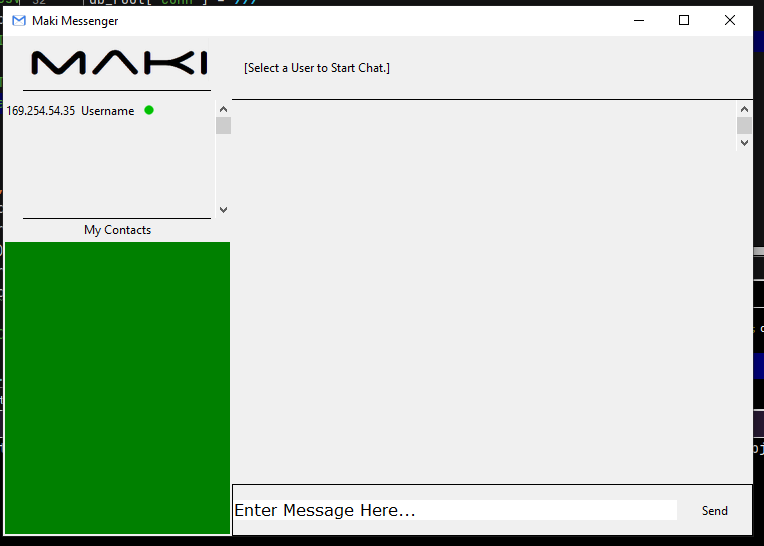 Maki Messenger
MAKI
[Select a User to Start Chat.]
169.254.54.35 Username
My Contacts
Enter Message Here...
Send